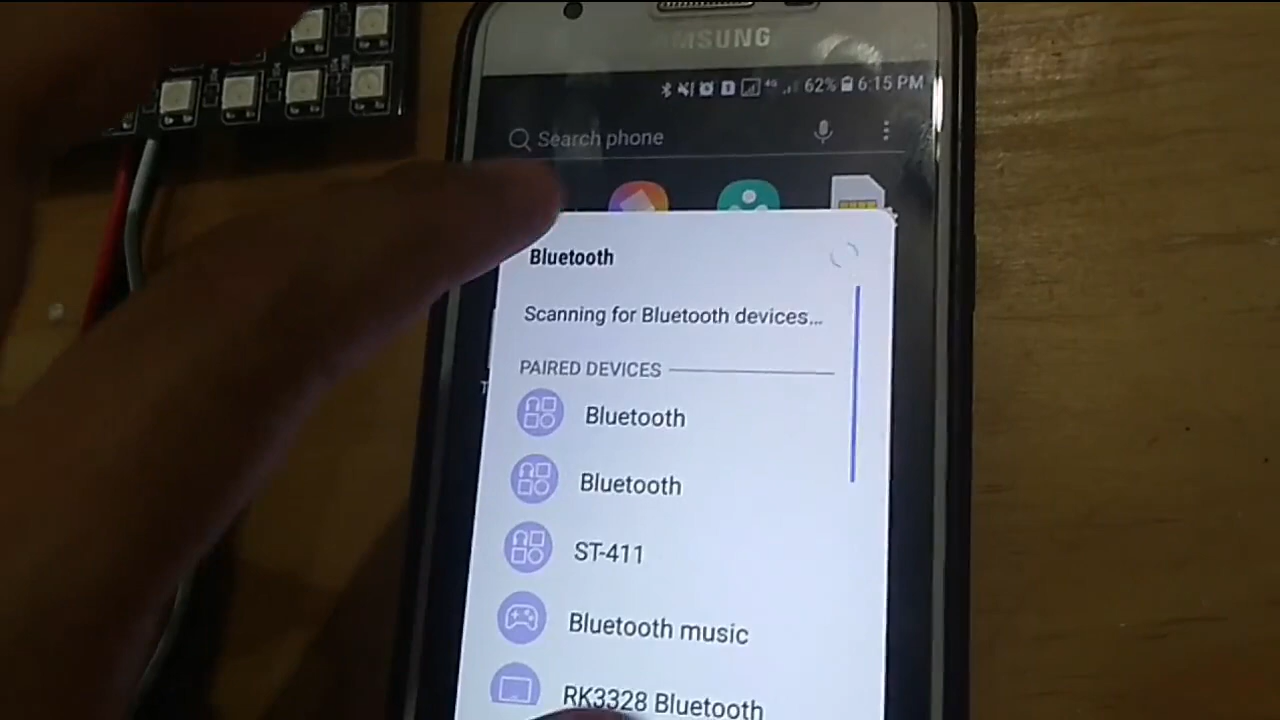 SAMSUNG
4G 62% 6:15 PM
Search phone
Bluetooth
Scanning for Bluetooth devices...
PAIRED DEVICES
Bluetooth
Bluetooth
ST-411
Bluetooth music
RK3328 Bluetooth